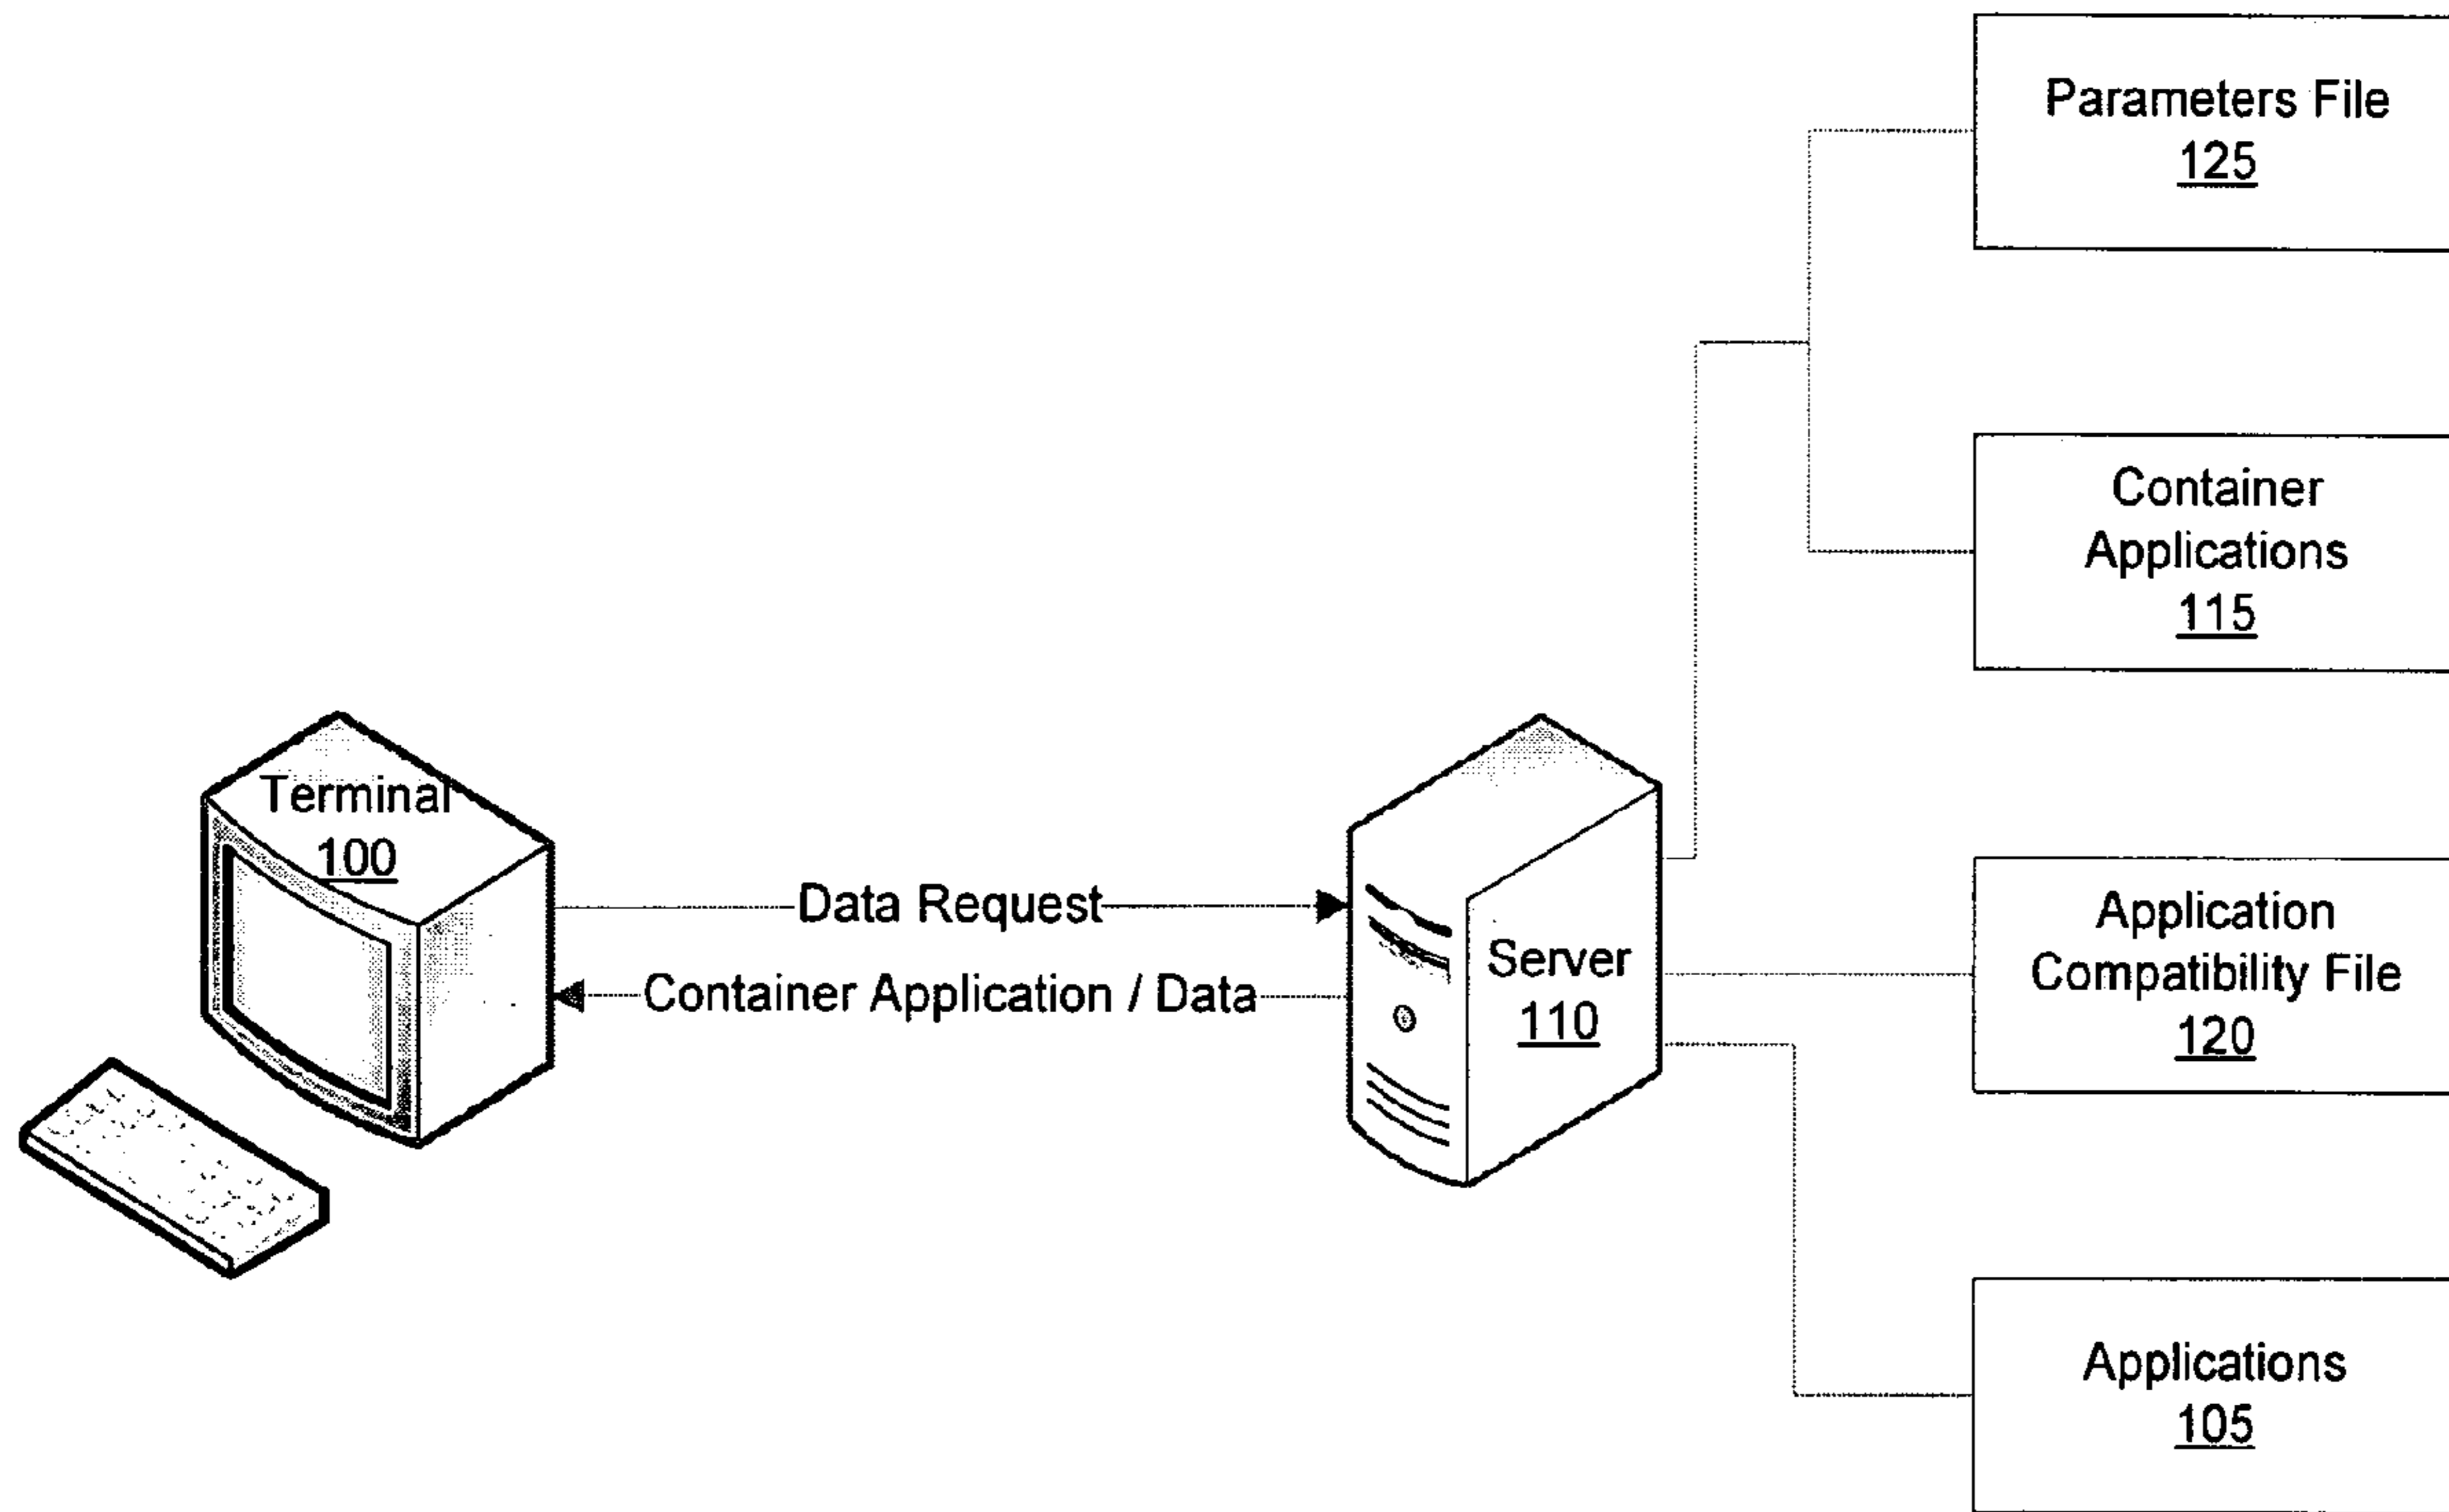 Parameters File
125
Container
Applications
115
Terminal
100
Data Request
Container Application / Data
Server
110
Application
Compatibility File
120
Applications
105